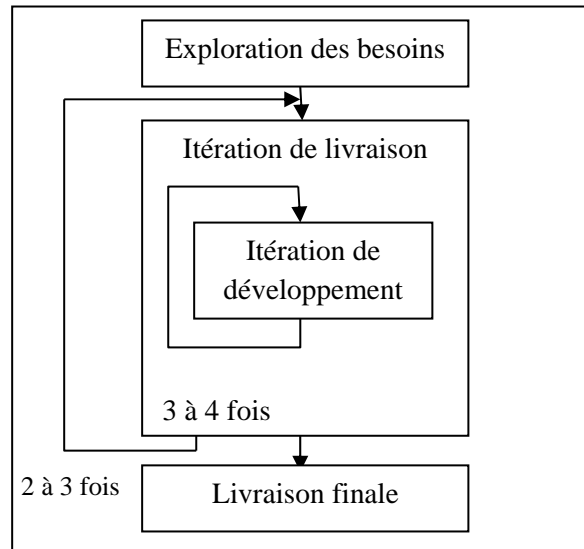 Exploration des besoins
Itération de livraison
Itération de
développement
3 à 4 fois
2 à 3 fois
Livraison finale